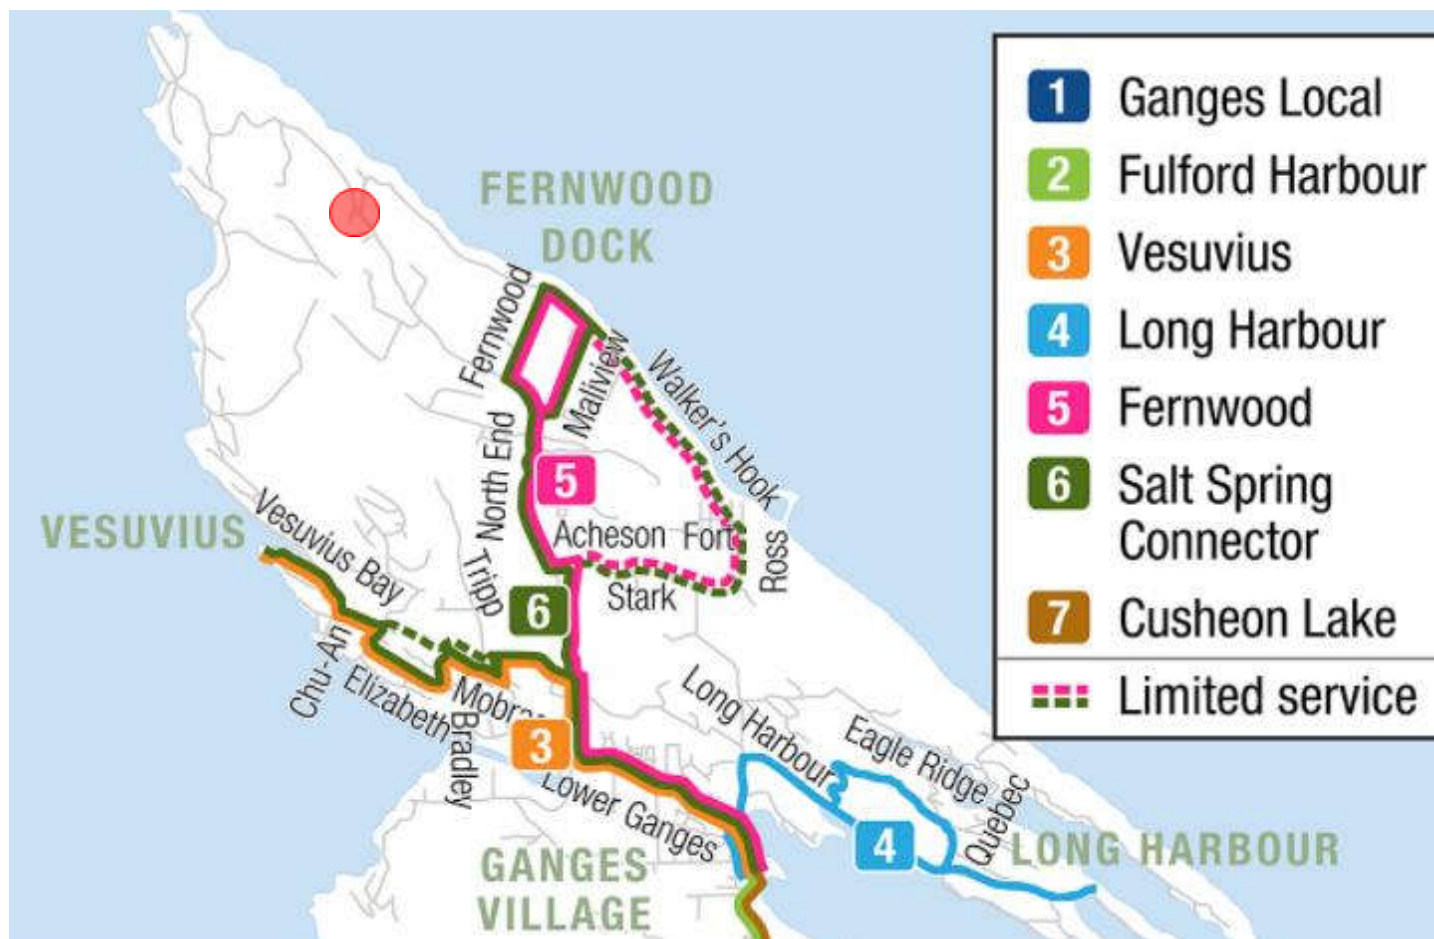 FERNWOOD
DOCK
1 Ganges Local
2 Fulford Harbour
3 Vesuvius
4 Long Harbour
5 Fernwood
6 Salt Spring
Connector
7 Cusheon Lake
Limited service
Fernwood
Maliview
Walker's Hook
North End
5
Acheson
Fort
Ross
Stark
VESUVIUS
Vesuvius Bay
Tripp
6
Chu-An
Elizabeth
Bradley
3
Lower Ganges
Long Harbour
Eagle Ridge
Quebec
4
LONG HARBOUR
GANGES
VILLAGE